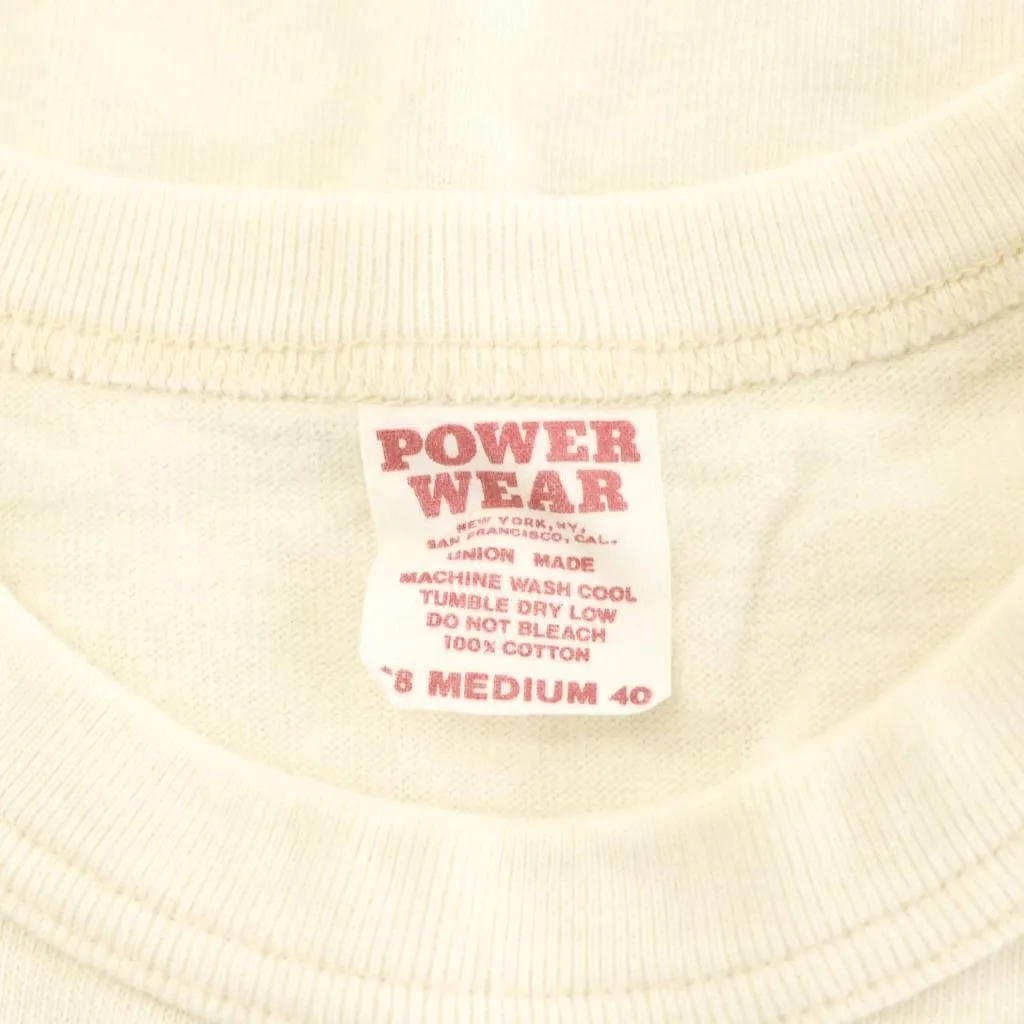 POWER
WEAR
NEW YORK, NY,
SAN FRANCISCO, CAL.
UNION MADE
MACHINE WASH COOL
TUMBLE DRY LOW
DO NOT BLEACH
100% COTTON
MEDIUM 40